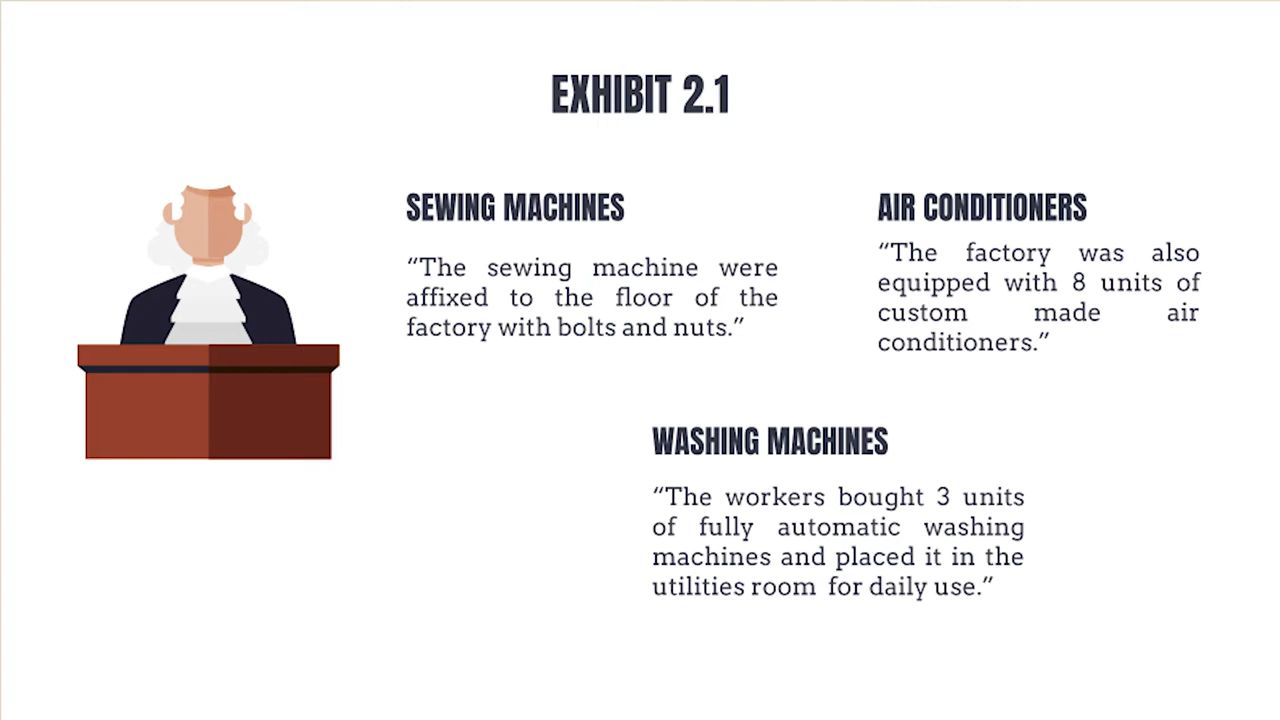 EXHIBIT 2.1
SEWING MACHINES
“The sewing machine were
affixed to the floor of the
factory with bolts and nuts.”
AIR CONDITIONERS
“The factory was also
equipped with 8 units of
custom made air
conditioners.”
WASHING MACHINES
“The workers bought 3 units
of fully automatic washing
machines and placed it in the
utilities room for daily use.”